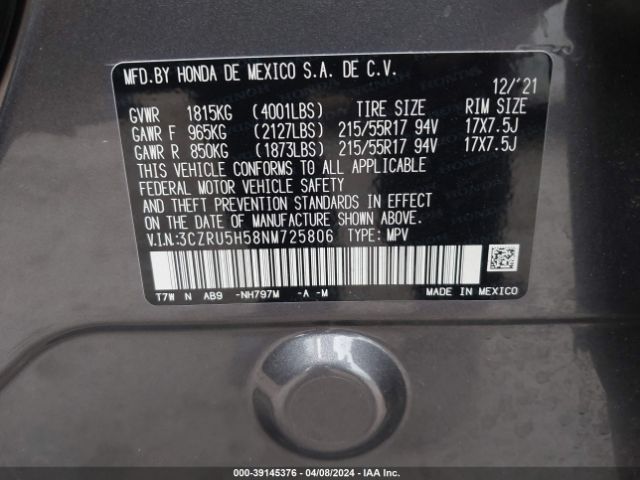 MFD.BY HONDA DE MEXICO S.A. DE C.V.
12/'21
GVWR 1815KG (4001LBS) TIRE SIZE RIM SIZE
GAWR F 965KG (2127LBS) 215/55R17 94V 17X7.5J
GAWR R 850KG (1873LBS) 215/55R17 94V 17X7.5J
THIS VEHICLE CONFORMS TO ALL APPLICABLE
FEDERAL MOTOR VEHICLE SAFETY
AND THEFT PREVENTION STANDARDS IN EFFECT
ON THE DATE OF MANUFACTURE SHOWN ABOVE.
V.I.N:3CZRU5H58NM725806 TYPE: MPV
T7W N AB9 -NH797M -A -M MADE IN MEXICO
000-39145376 | 04/08/2024 | IAA Inc.